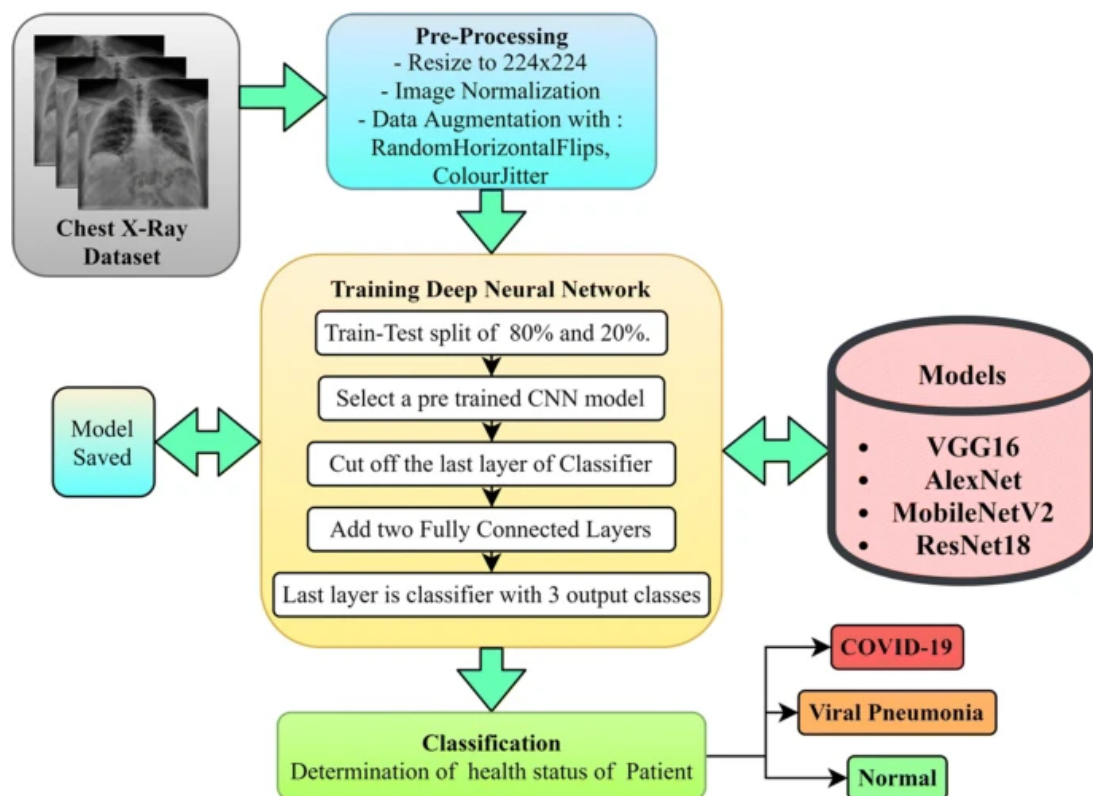 Chest X-Ray
Dataset
Pre-Processing
- Resize to 224x224
- Image Normalization
- Data Augmentation with :
RandomHorizontalFlips,
ColourJitter
Training Deep Neural Network
Train-Test split of 80% and 20%.
Select a pre trained CNN model
Cut off the last layer of Classifier
Add two Fully Connected Layers
Last layer is classifier with 3 output classes
Model
Saved
Models
• VGG16
• AlexNet
• MobileNetV2
• ResNet18
Classification
Determination of health status of Patient
COVID-19
Viral Pneumonia
Normal